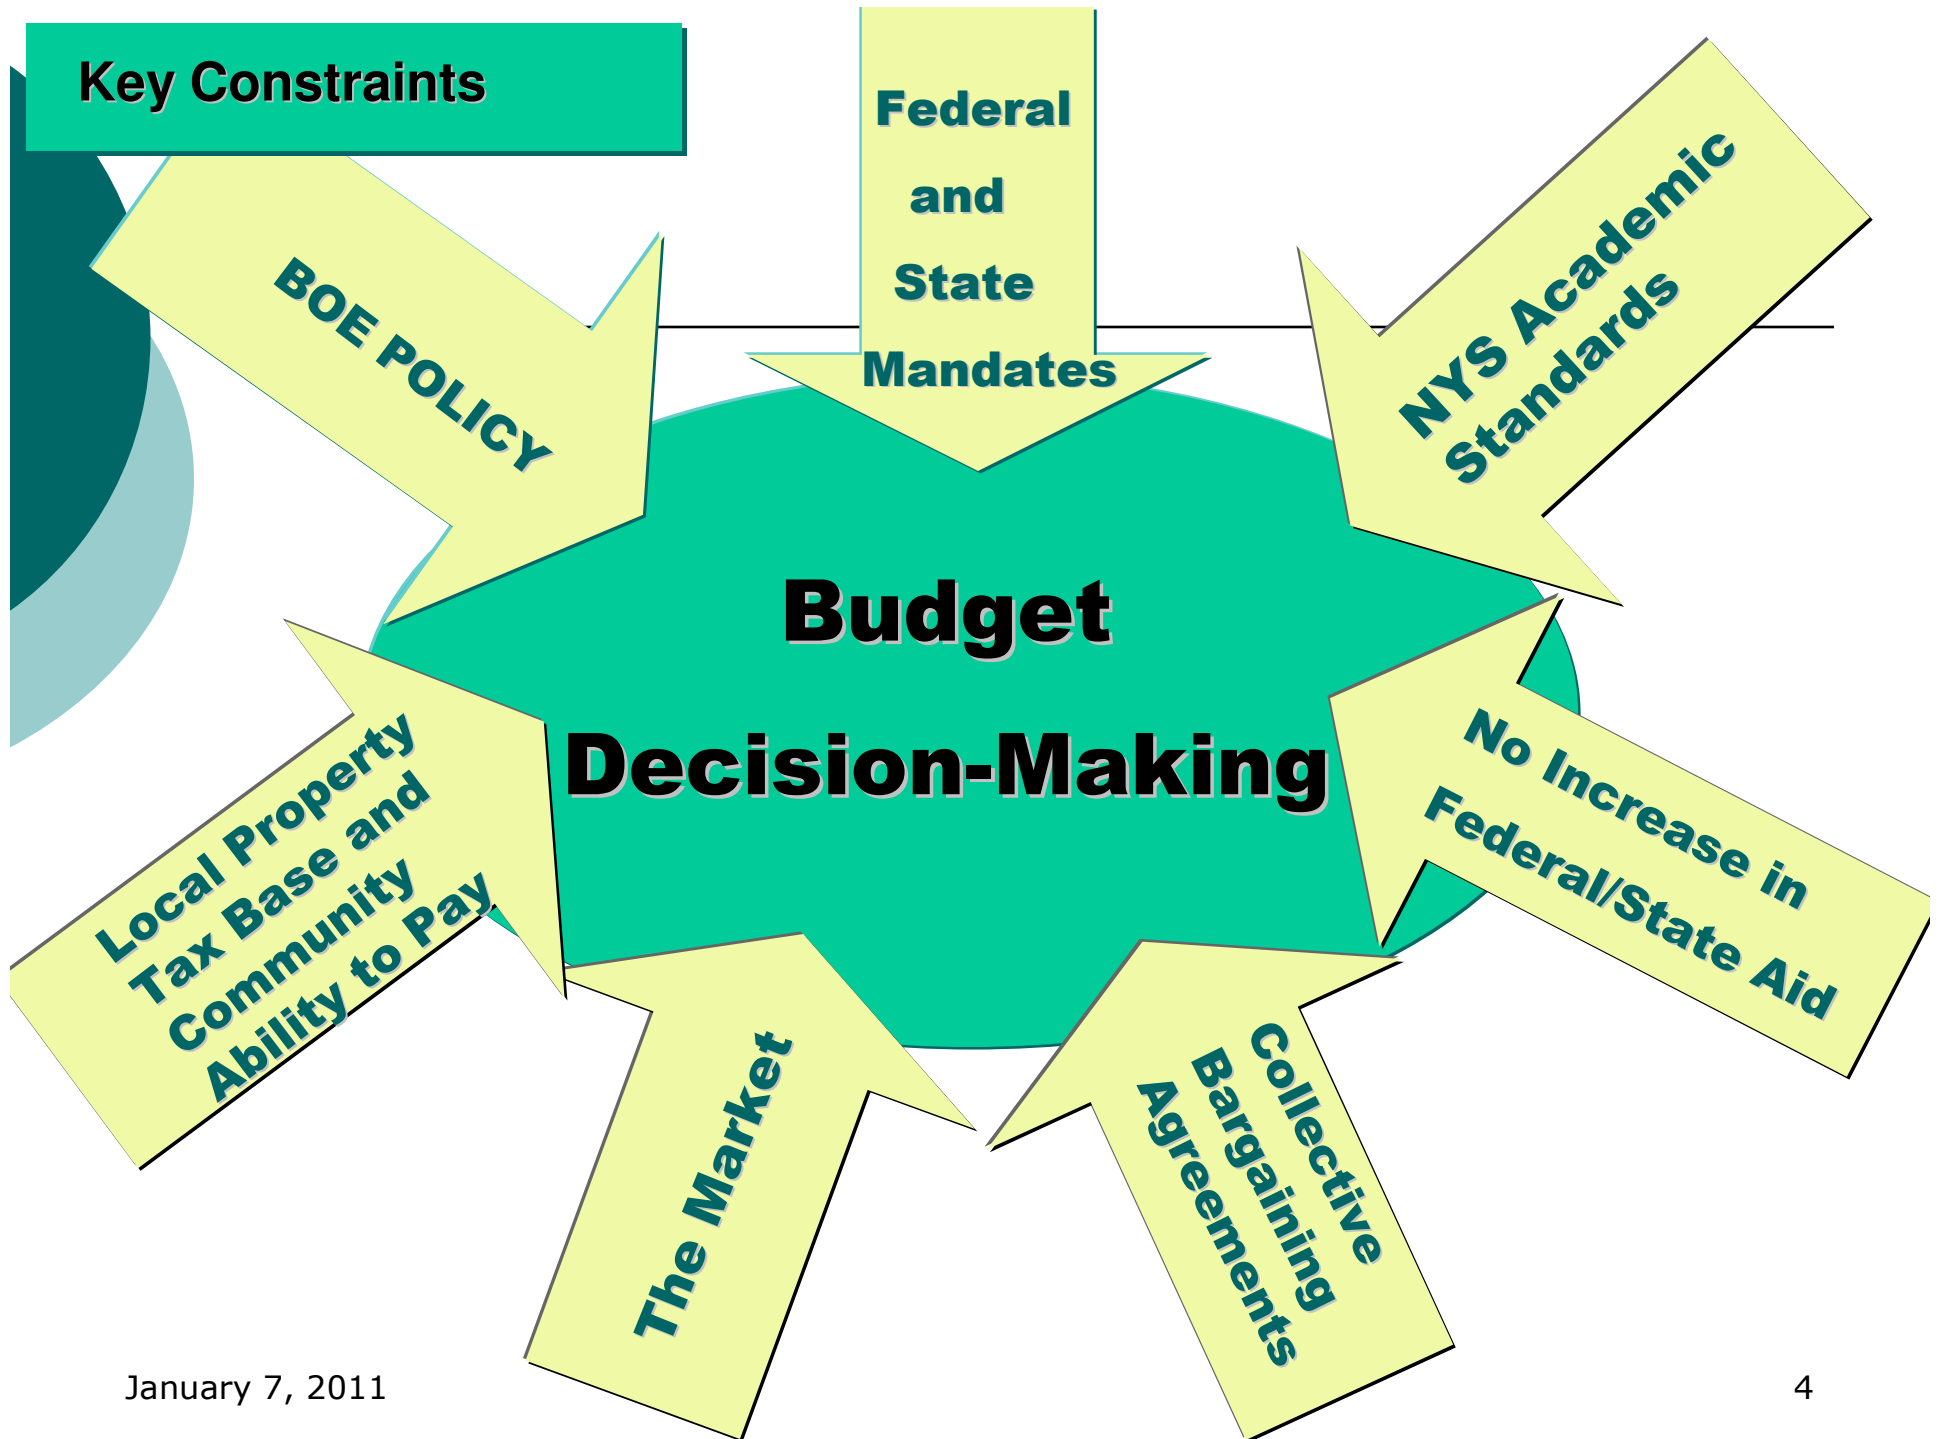 Key Constraints
Federal
and
State
Mandates
BOE POLICY
NYS Academic
Standards
Budget
Decision-Making
No Increase in
Federal/State Aid
Local Property
Tax Base and
Community
Ability to Pay
The Market
Collective
Bargaining
Agreements
January 7, 2011
4